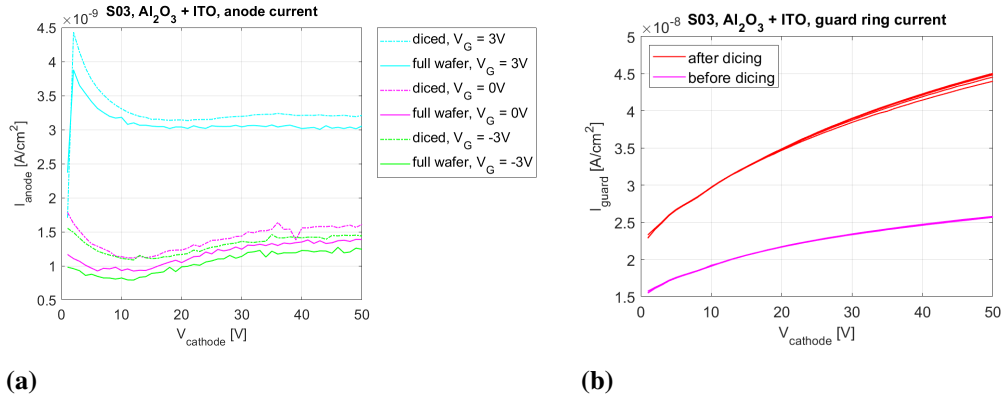 S03, Al₂O₃ + ITO, anode current
×10⁻⁹
4.5
4
3.5
3
2.5
2
1.5
1
0.5
0 10 20 30 40 50
I_anode [A/cm²]
V_cathode [V]
diced, V_G = 3V
full wafer, V_G = 3V
diced, V_G = 0V
full wafer, V_G = 0V
diced, V_G = -3V
full wafer, V_G = -3V
(a)
S03, Al₂O₃ + ITO, guard ring current
×10⁻⁸
5
4.5
4
3.5
3
2.5
2
1.5
0 10 20 30 40 50
I_guard [A/cm²]
V_cathode [V]
after dicing
before dicing
(b)